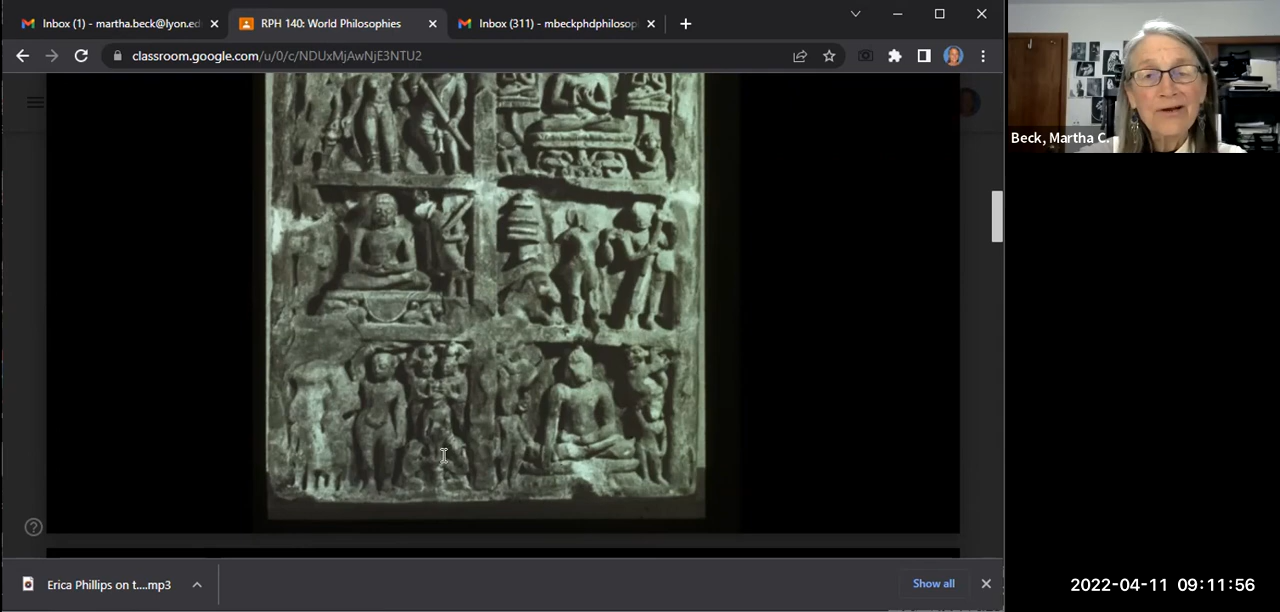 Inbox (1) - martha.beck@lyon.ed
RPH 140: World Philosophies
Inbox (311) - mbeckphdphilosop
classroom.google.com/u/0/c/NDUxMjAwNjE3NTU2
Beck, Martha C.
Erica Phillips on t....mp3
Show all
2022-04-11 09:11:56